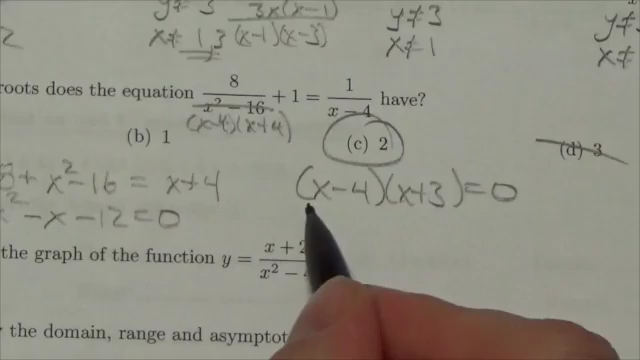 y≠3 3x(x-1) y≠3 y≠
x≠1,3 (x-1)(x-3) x≠1 x≠
2
roots does the equation 8/(x² - 16) + 1 = 1/(x - 4) have?
(x-4)(x+4)
(b) 1 (c) 2 (d) 3
8 + x² - 16 = x + 4 (x-4)(x+3) = 0
x² - x - 12 = 0
the graph of the function y = (x + 2)/(x² -
the domain, range and asymptot